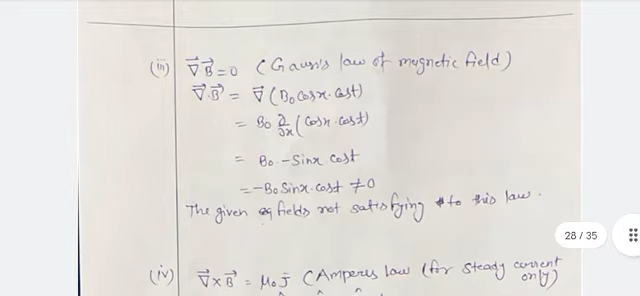 (iii) ∇⃗ B⃗ = 0 (Gauss's law of magnetic field)
∇⃗ . B⃗ = ∇⃗ (B₀ cosx . cost)
= B₀ ∂/∂x (cosx . cost)
= B₀ . - Sinx cost
= - B₀ Sinx . cost ≠ 0
The given fields not satisfying to this law .
28 / 35
(iv) ∇⃗ × B⃗ = μ₀ J⃗ (Amperes law (for steady current
only)